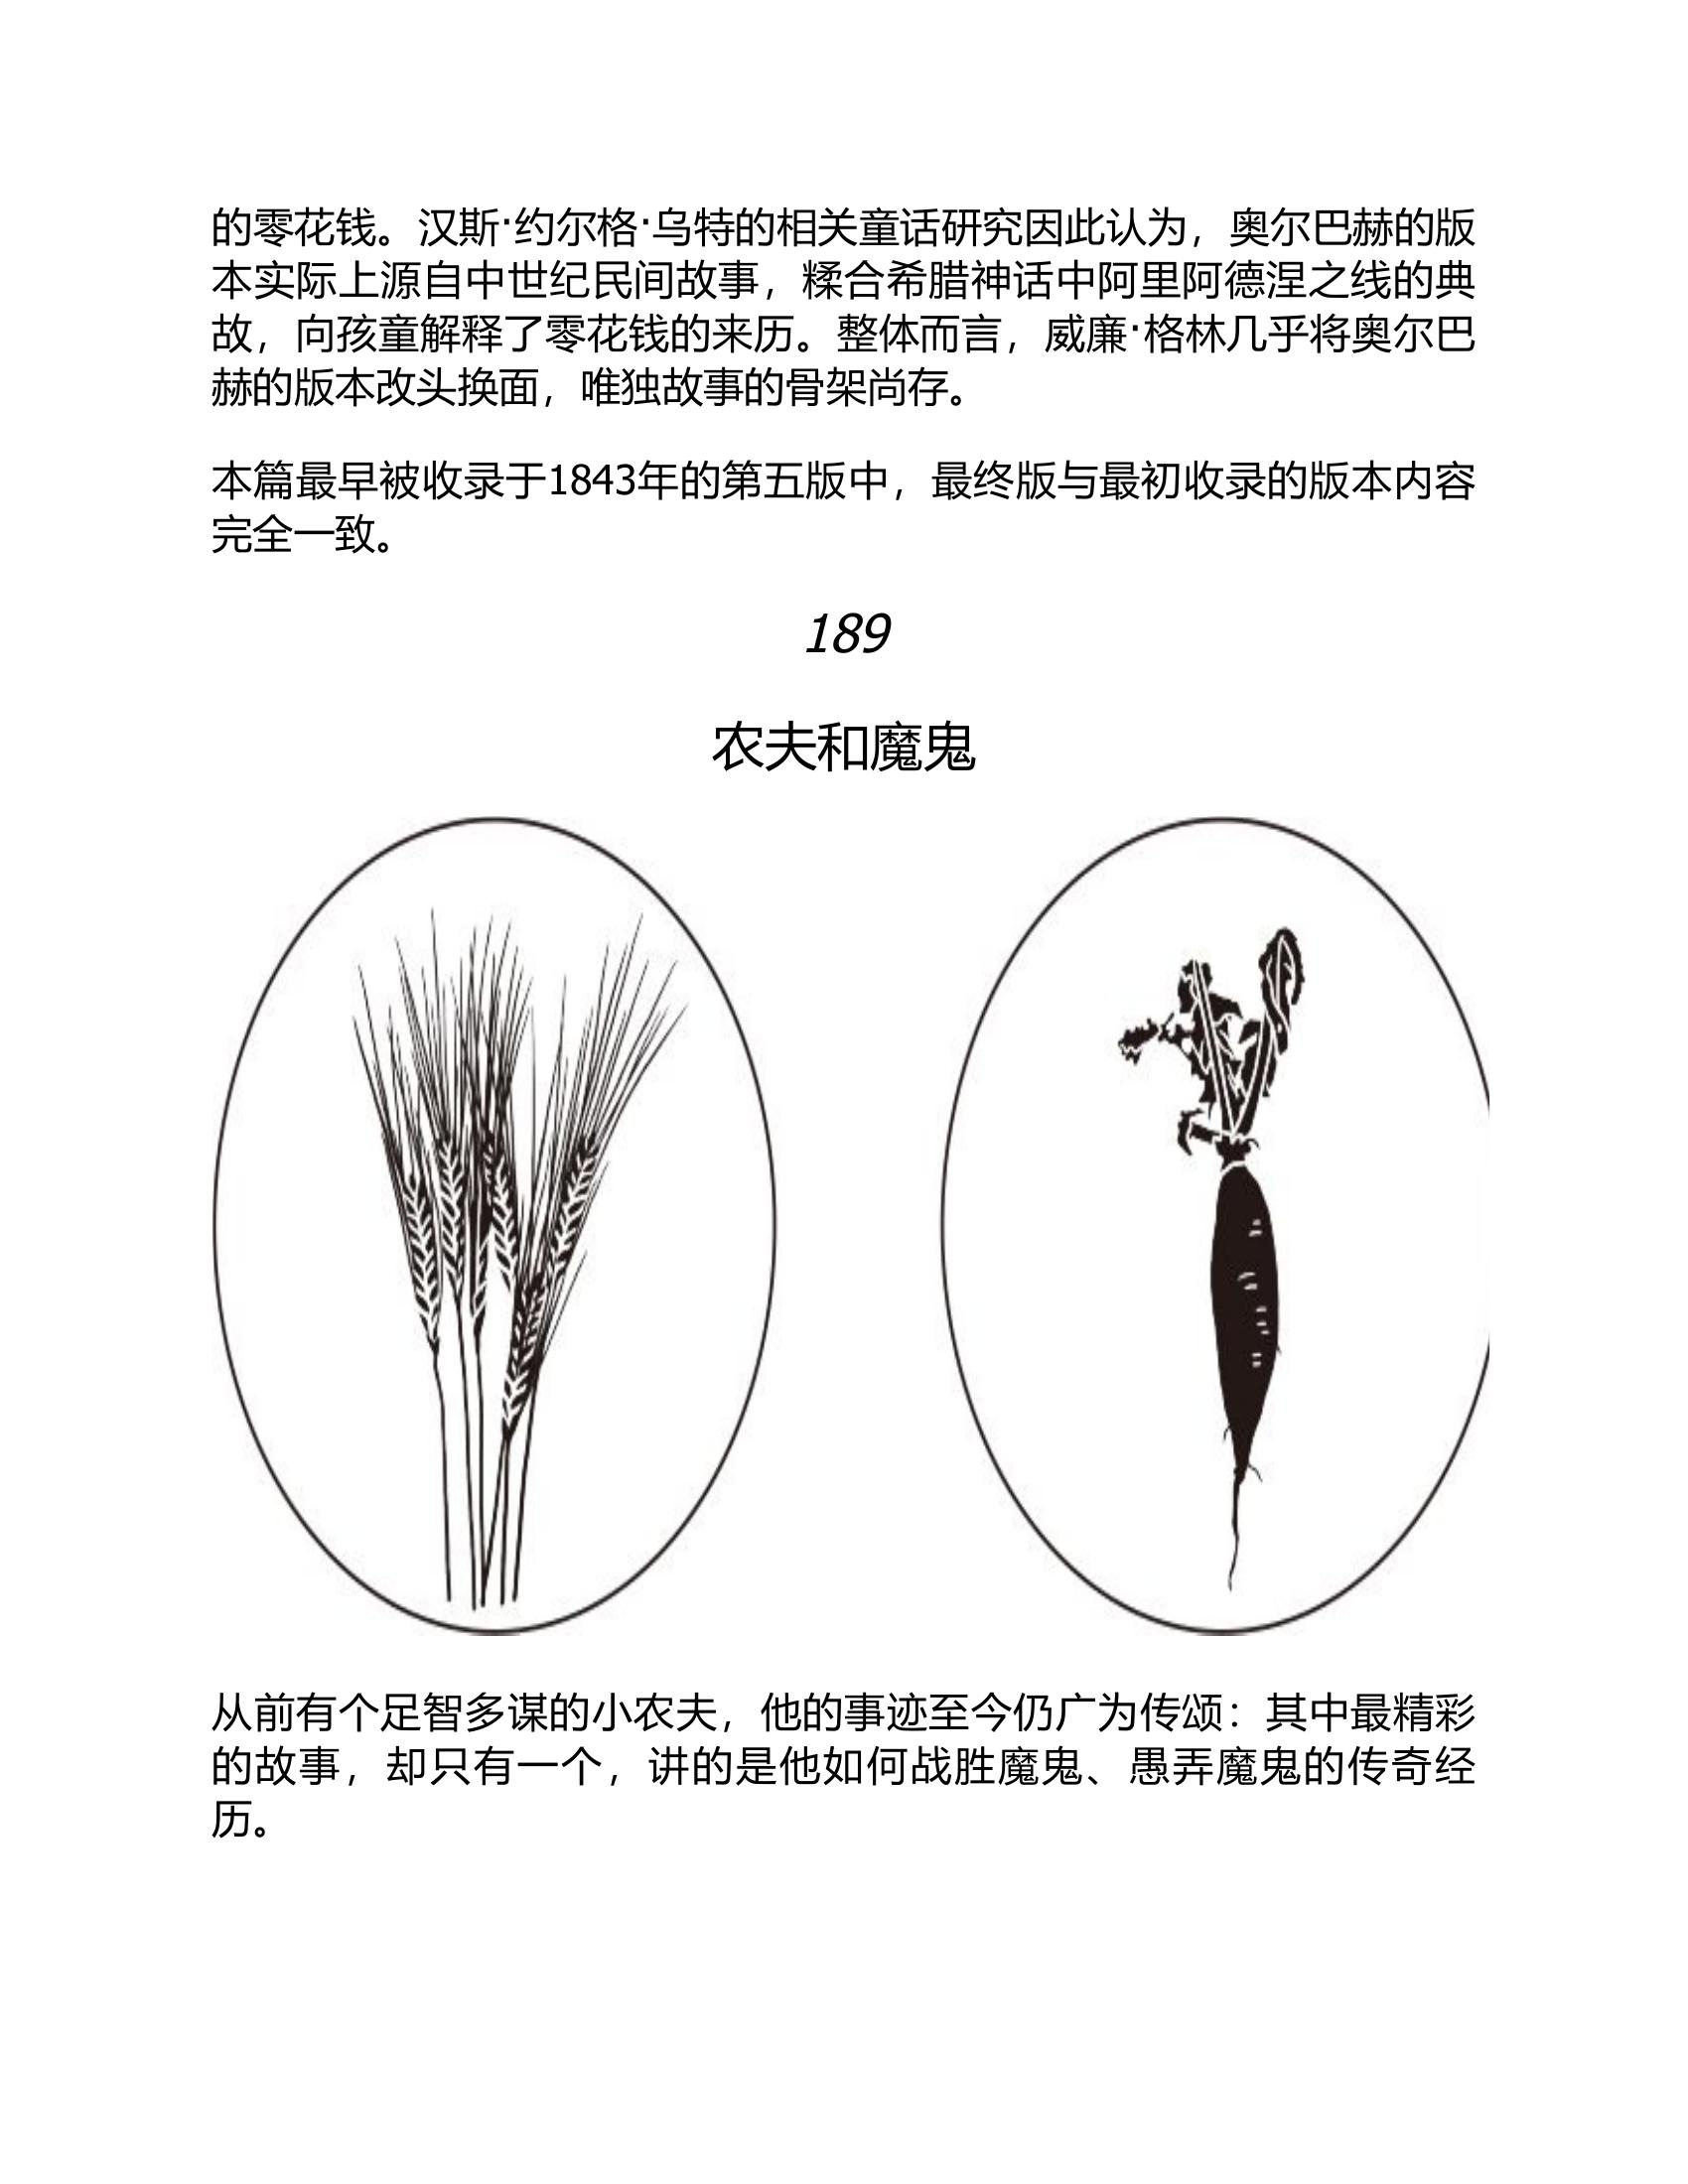 的零花钱。汉斯·约尔格·乌特的相关童话研究因此认为，奥尔巴赫的版
本实际上源自中世纪民间故事，糅合希腊神话中阿里阿德涅之线的典
故，向孩童解释了零花钱的来历。整体而言，威廉·格林几乎将奥尔巴
赫的版本改头换面，唯独故事的骨架尚存。
本篇最早被收录于1843年的第五版中，最终版与最初收录的版本内容
完全一致。
189
农夫和魔鬼
从前有个足智多谋的小农夫，他的事迹至今仍广为传颂：其中最精彩
的故事，却只有一个，讲的是他如何战胜魔鬼、愚弄魔鬼的传奇经
历。